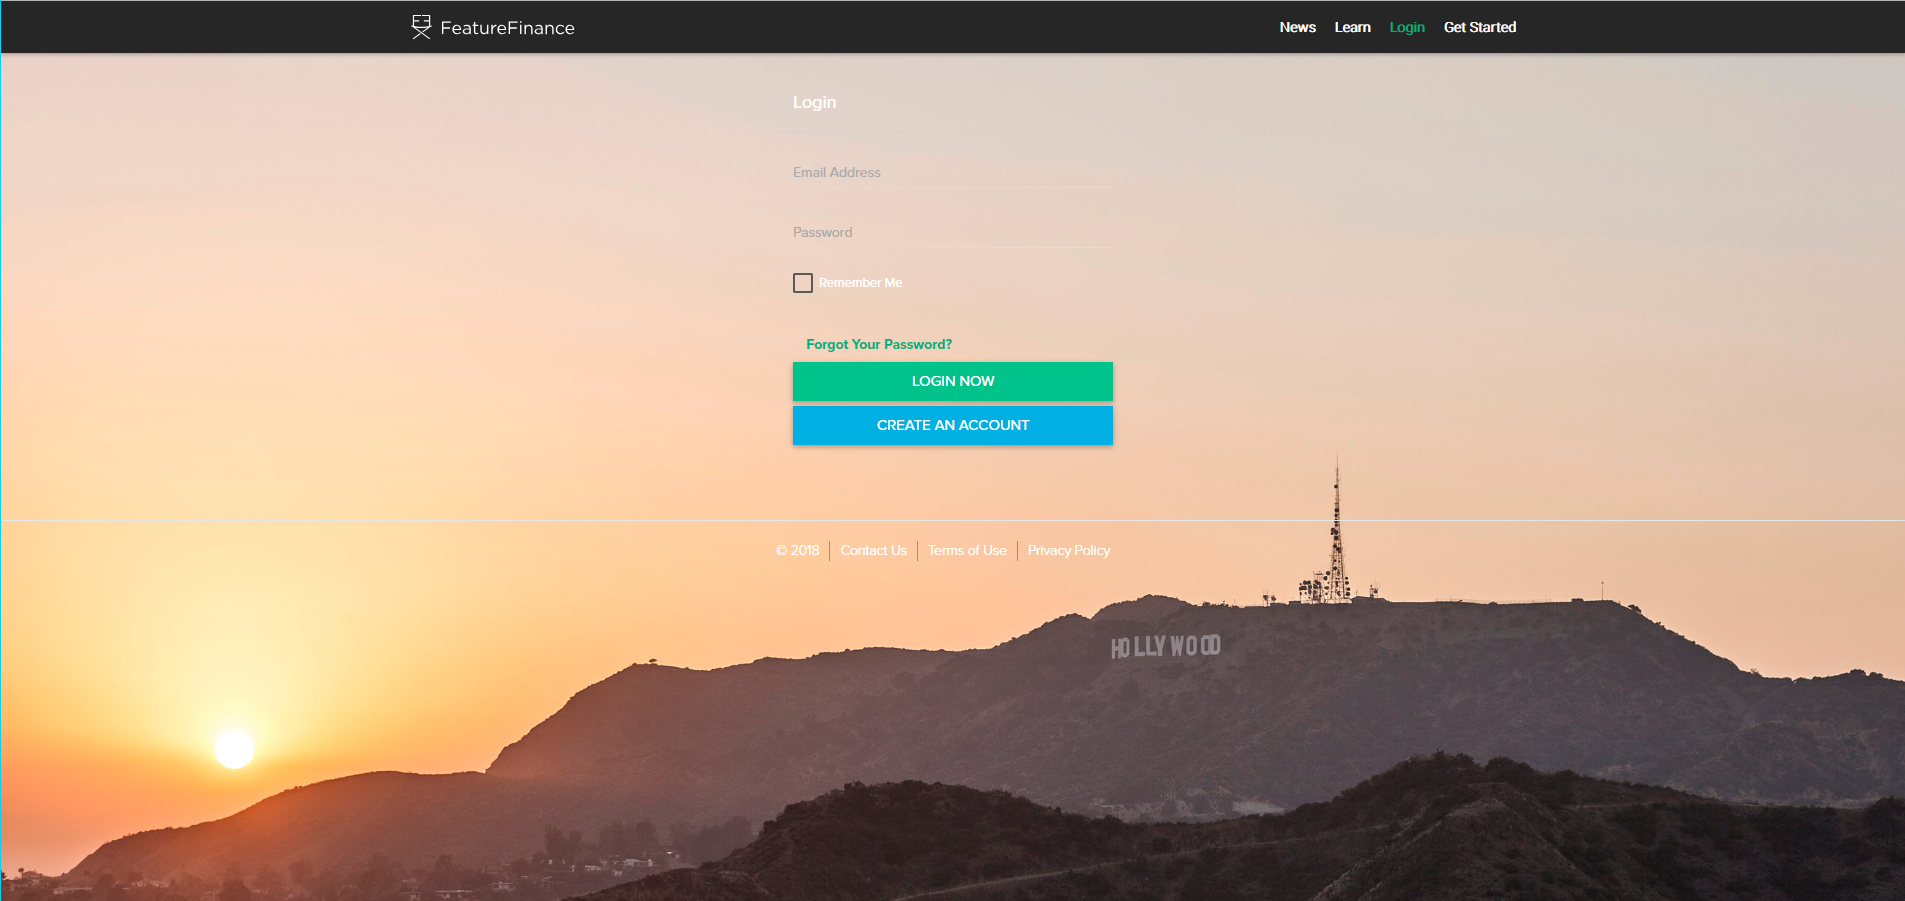 FeatureFinance
News Learn Login Get Started
Login
Email Address
Password
Remember Me
Forgot Your Password?
LOGIN NOW
CREATE AN ACCOUNT
© 2018 Contact Us Terms of Use Privacy Policy
HOLLYWOOD